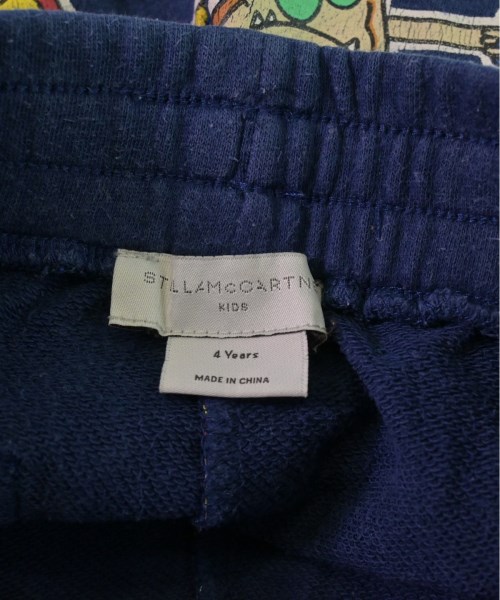 STELLAMcCARTN
KIDS
4 Years
MADE IN CHINA